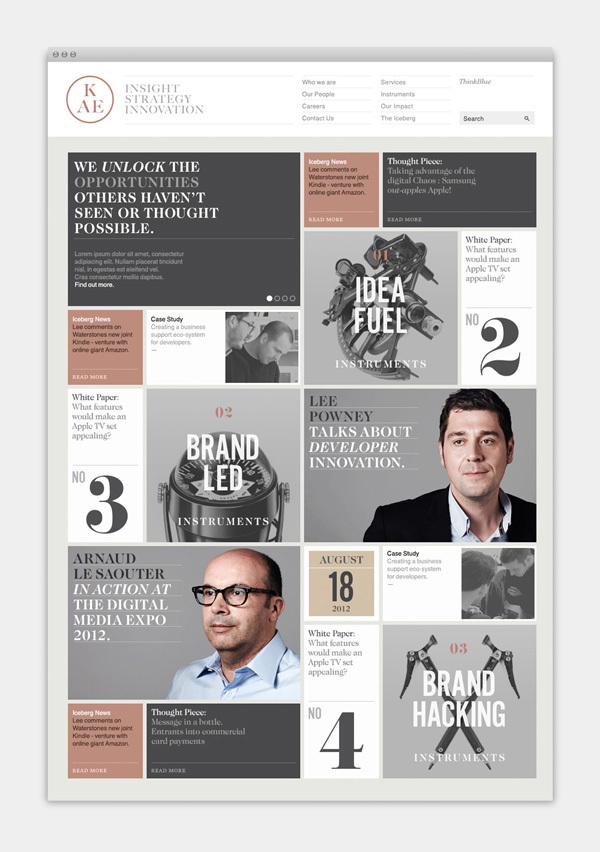 K
AE
INSIGHT
STRATEGY
INNOVATION
Who we are
Our People
Careers
Contact Us
Services
Instruments
Our Impact
The Iceberg
ThinkBlue
Search
WE UNLOCK THE
OPPORTUNITIES
OTHERS HAVEN'T
SEEN OR THOUGHT
POSSIBLE.
Lorem ipsum dolor sit amet, consectetur
adipiscing elit. Nullam placerat tincidunt
nisl, in egestas est eleifend vel.
Cras consectetur mollis dapibus.
Find out more.
Iceberg News
Lee comments on
Waterstones new joint
Kindle - venture with
online giant Amazon.
READ MORE
Thought Piece:
Taking advantage of the
digital Chaos : Samsung
out-apples Apple!
READ MORE
01
IDEA
FUEL
INSTRUMENTS
White Paper:
What features
would make an
Apple TV set
appealing?
NO
2
Iceberg News
Lee comments on
Waterstones new joint
Kindle - venture with
online giant Amazon.
READ MORE
Case Study
Creating a business
support eco-system
for developers.
White Paper:
What features
would make an
Apple TV set
appealing?
NO
3
02
BRAND
LED
INSTRUMENTS
LEE
POWNEY
TALKS ABOUT
DEVELOPER
INNOVATION.
ARNAUD
LE SAOUTER
IN ACTION AT
THE DIGITAL
MEDIA EXPO
2012.
AUGUST
18
2012
Case Study
Creating a business
support eco-system
for developers.
White Paper:
What features
would make an
Apple TV set
appealing?
NO
4
03
BRAND
HACKING
INSTRUMENTS
Iceberg News
Lee comments on
Waterstones new joint
Kindle - venture with
online giant Amazon.
READ MORE
Thought Piece:
Message in a bottle.
Entrants into commercial
card payments
READ MORE